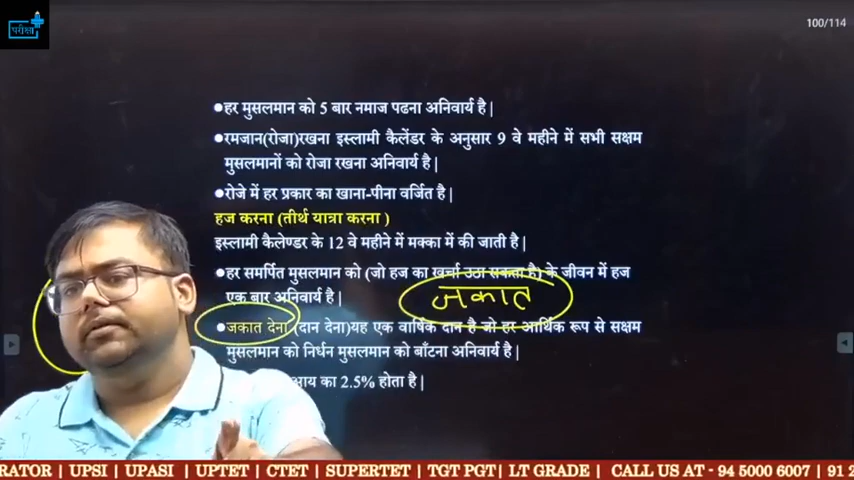 परीक्षा
100/114
●हर मुसलमान को 5 बार नमाज पढना अनिवार्य है|
●रमजान(रोजा)रखना इस्लामी कैलेंडर के अनुसार 9 वे महीने में सभी सक्षम
मुसलमानों को रोजा रखना अनिवार्य है|
●रोजे में हर प्रकार का खाना-पीना वर्जित है|
हज करना (तीर्थ यात्रा करना )
इस्लामी कैलेण्डर के 12 वे महीने में मक्का में की जाती है|
●हर समर्पित मुसलमान को (जो हज का खर्चा उठा सकता है) के जीवन में हज
एक बार अनिवार्य है|
जकात
●जकात देना (दान देना)यह एक वार्षिक दान है जो हर आर्थिक रूप से सक्षम
मुसलमान को निर्धन मुसलमान को बाँटना अनिवार्य है|
आय का 2.5% होता है|
RATOR | UPSI | UPASI | UPTET | CTET | SUPERTET | TGT PGT| LT GRADE| CALL US AT - 94 5000 6007 | 91 2